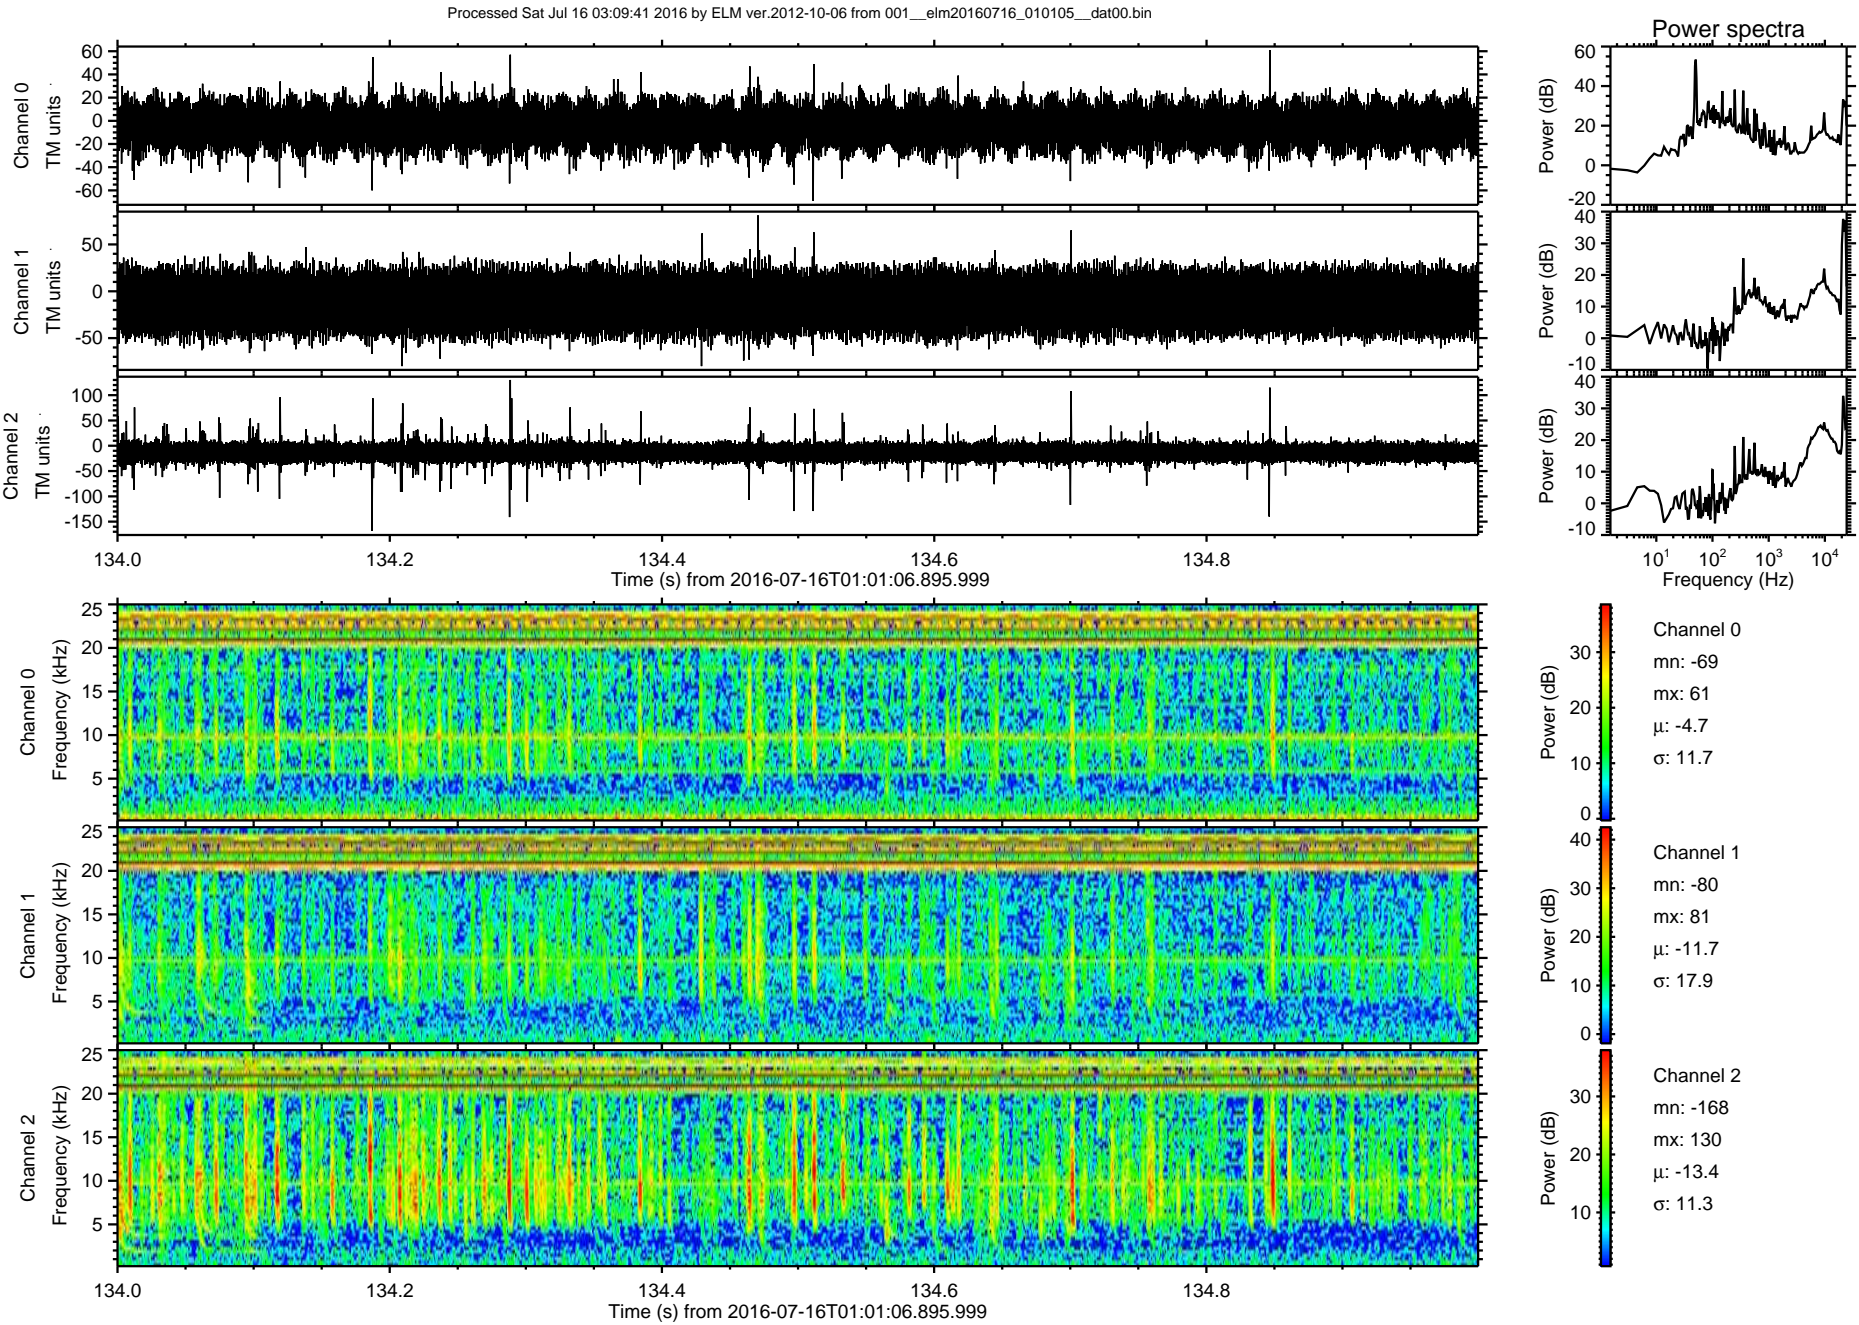 Processed Sat Jul 16 03:09:41 2016 by ELM ver.2012-10-06 from 001__elm20160716_010105__dat00.bin
Power spectra
Channel 0
TM units
60
40
20
0
-20
-40
-60
Power (dB)
60
40
20
0
-20
Channel 1
TM units
50
0
-50
Power (dB)
40
30
20
10
0
-10
Channel 2
TM units
100
50
0
-50
-100
-150
Power (dB)
40
30
20
10
0
-10
134.0 134.2 134.4 134.6 134.8
Time (s) from 2016-07-16T01:01:06.895.999
10^1 10^2 10^3 10^4
Frequency (Hz)
Channel 0
Frequency (kHz)
25
20
15
10
5
Power (dB)
30
20
10
0
Channel 0
mn: -69
mx: 61
μ: -4.7
σ: 11.7
Channel 1
Frequency (kHz)
25
20
15
10
5
Power (dB)
40
30
20
10
0
Channel 1
mn: -80
mx: 81
μ: -11.7
σ: 17.9
Channel 2
Frequency (kHz)
25
20
15
10
5
Power (dB)
30
20
10
Channel 2
mn: -168
mx: 130
μ: -13.4
σ: 11.3
134.0 134.2 134.4 134.6 134.8
Time (s) from 2016-07-16T01:01:06.895.999